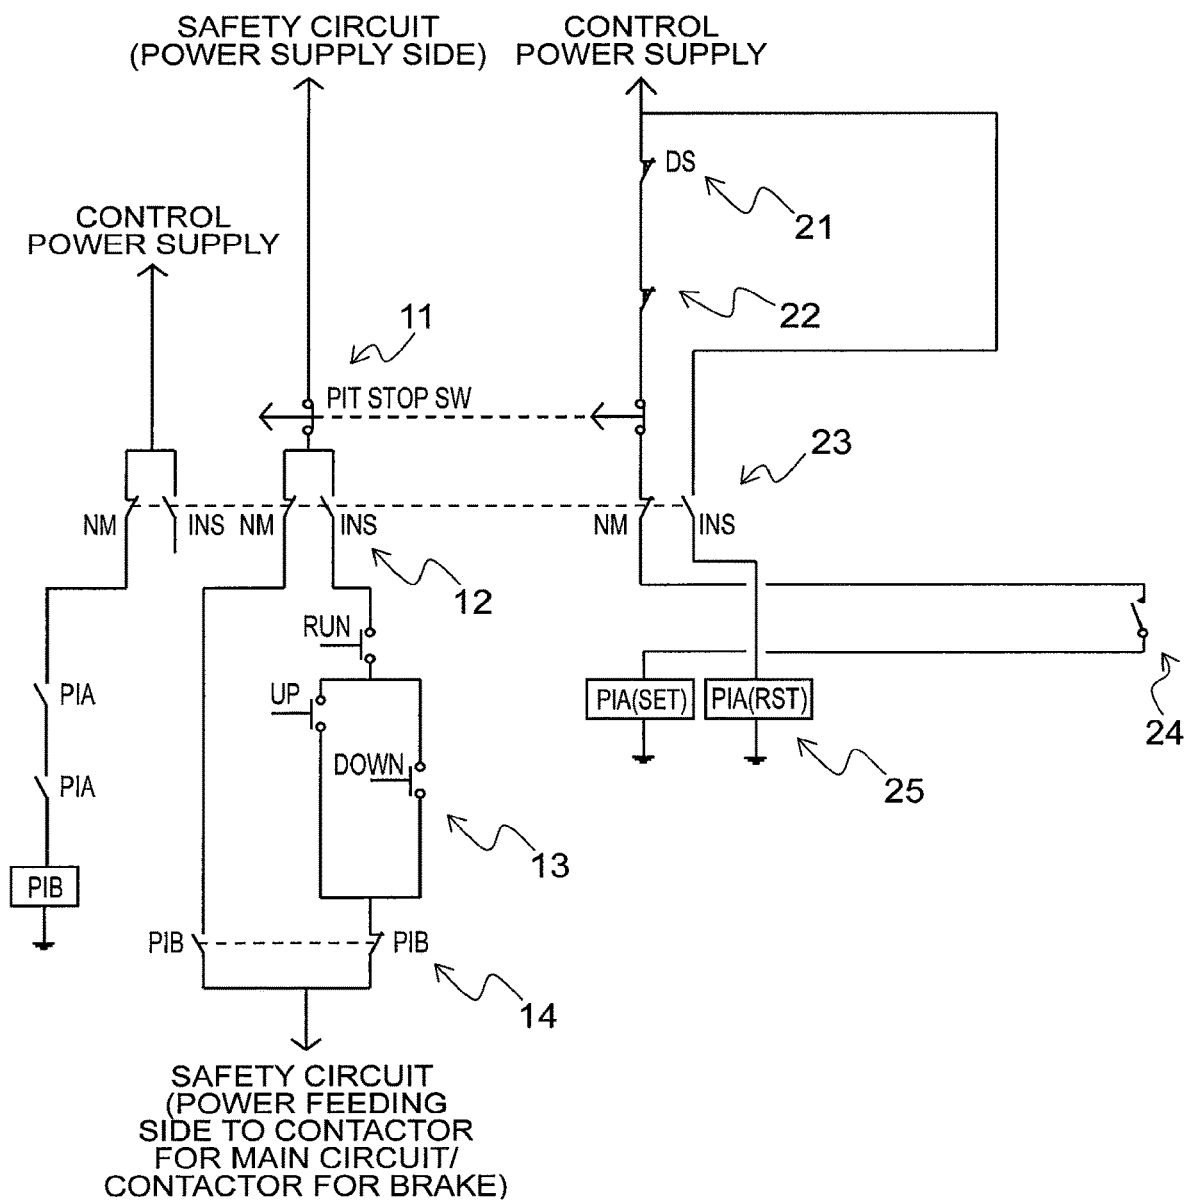 SAFETY CIRCUIT
(POWER SUPPLY SIDE)
CONTROL
POWER SUPPLY
DS
21
CONTROL
POWER SUPPLY
22
11
PIT STOP SW
23
NM
INS
NM
INS
NM
INS
12
RUN
UP
PIA
PIA(SET)
PIA(RST)
24
DOWN
PIA
25
13
PIB
PIB
PIB
14
SAFETY CIRCUIT
(POWER FEEDING
SIDE TO CONTACTOR
FOR MAIN CIRCUIT/
CONTACTOR FOR BRAKE)